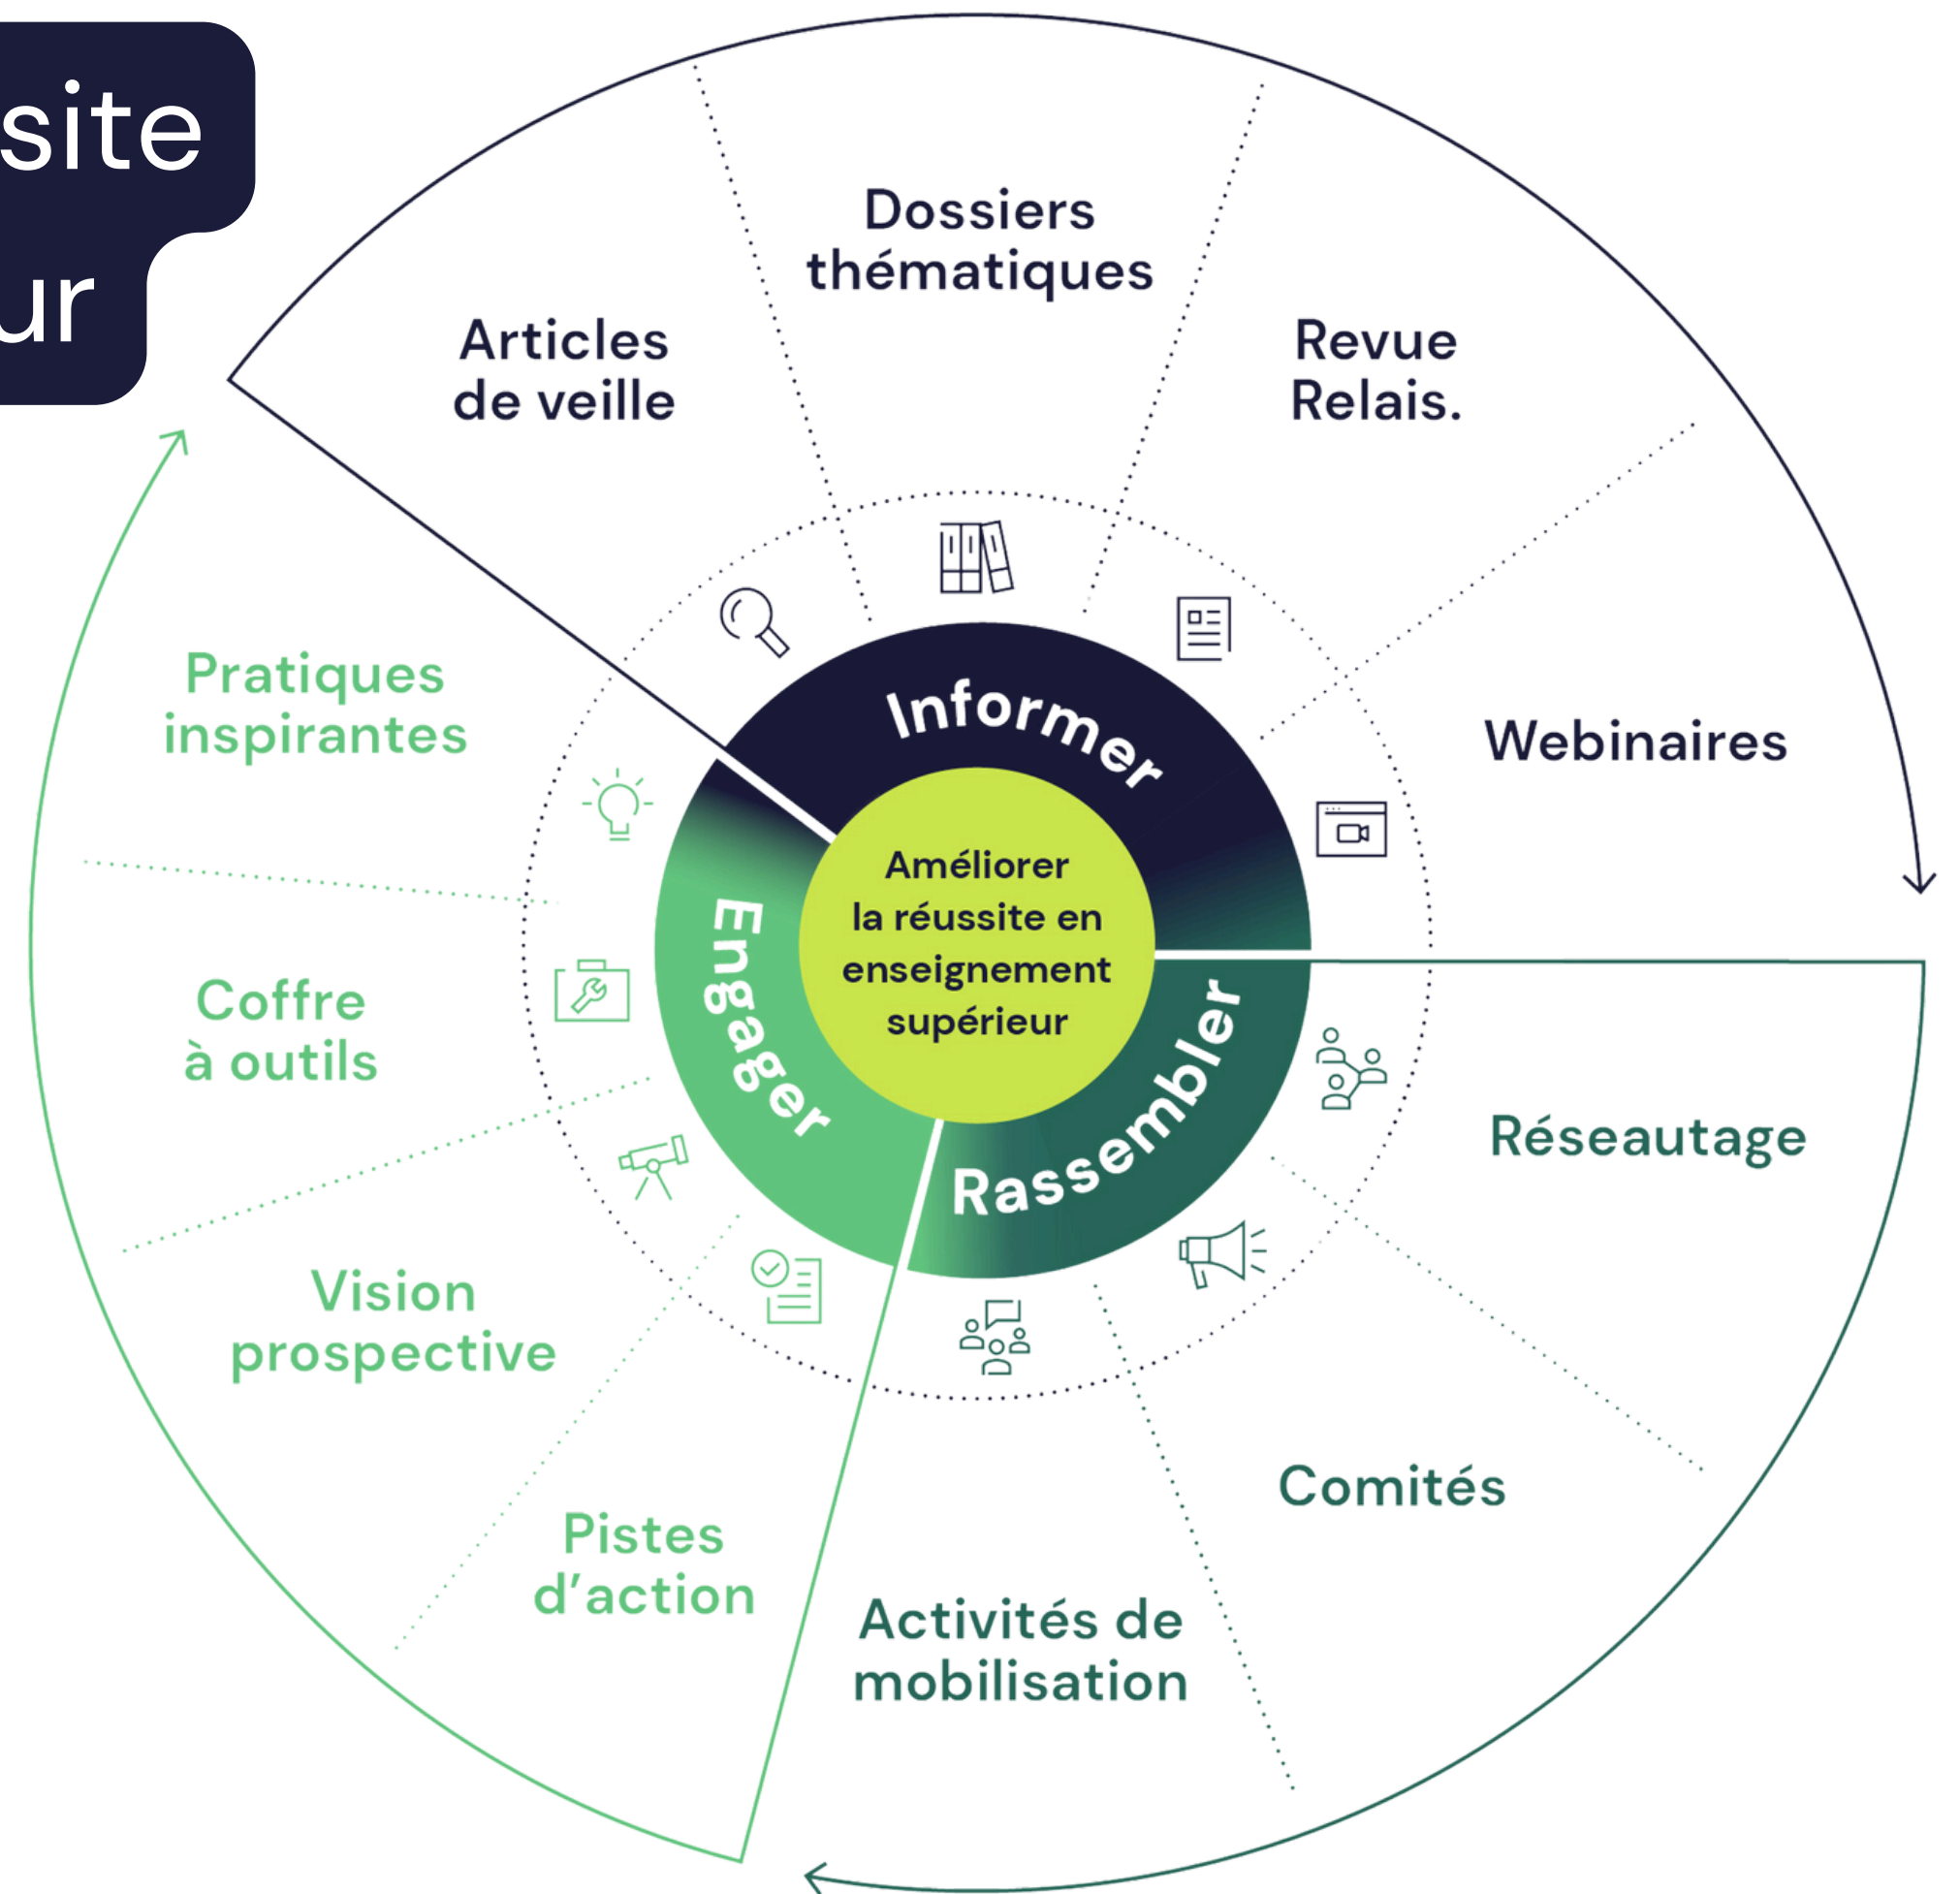 site
ur
Dossiers
thématiques
Articles
de veille
Revue
Relais.
Webinaires
Informer
Pratiques
inspirantes
Améliorer
la réussite en
enseignement
supérieur
Engager
Rassembler
Coffre
à outils
Réseautage
Vision
prospective
Comités
Pistes
d’action
Activités de
mobilisation